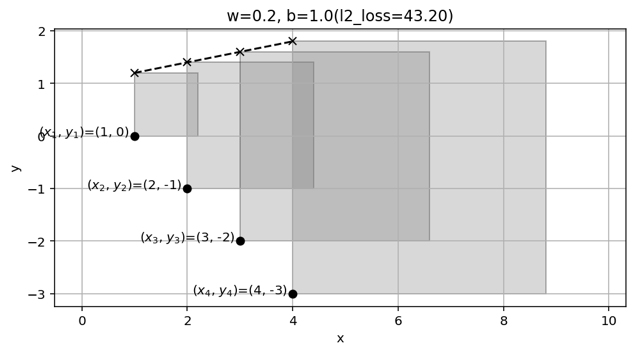 w=0.2, b=1.0(l2_loss=43.20)
2
1
(x₁, y₁)=(1, 0)
0
(x₂, y₂)=(2, -1)
−1
(x₃, y₃)=(3, -2)
−2
(x₄, y₄)=(4, -3)
−3
y
0 2 4 6 8 10
x